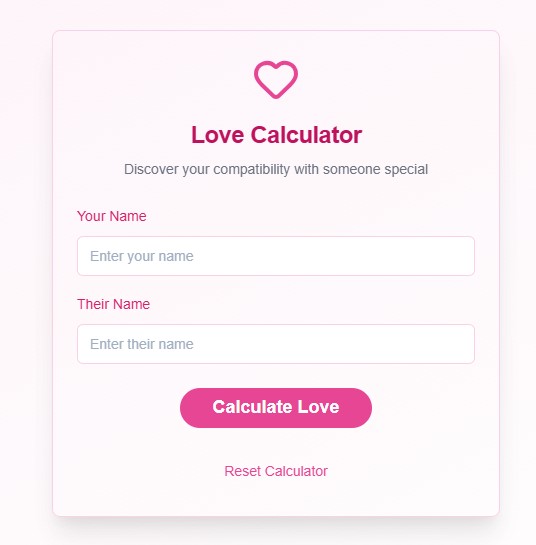 Love Calculator
Discover your compatibility with someone special
Your Name
Enter your name
Their Name
Enter their name
Calculate Love
Reset Calculator